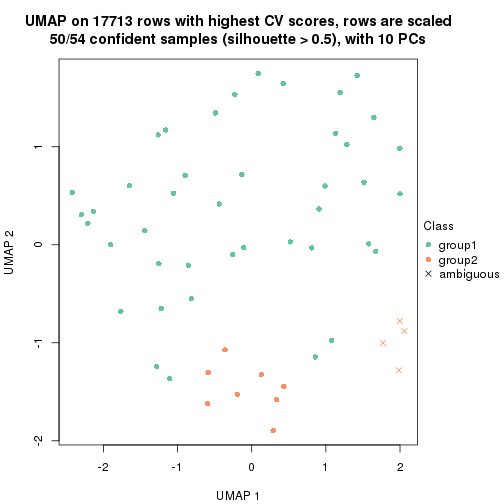 UMAP on 17713 rows with highest CV scores, rows are scaled
50/54 confident samples (silhouette > 0.5), with 10 PCs
UMAP 2
1
0
-1
-2
-2
-1
0
1
2
UMAP 1
Class
group1
group2
ambiguous